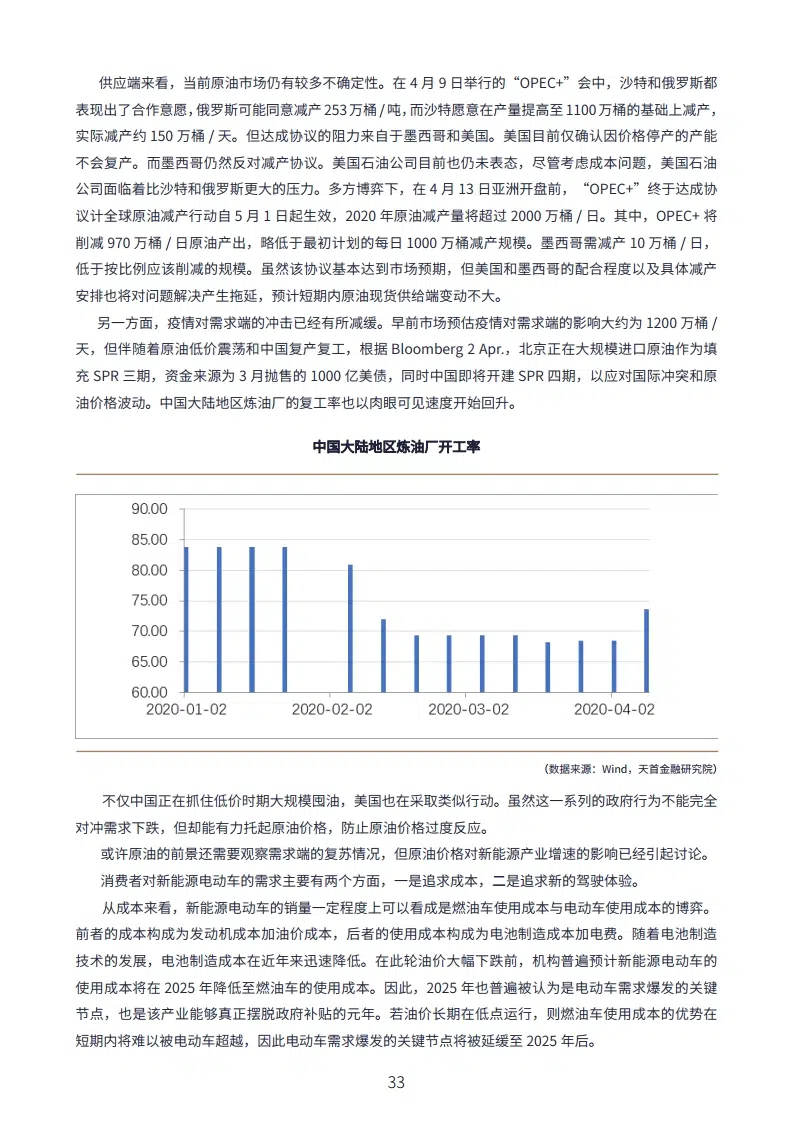 供应端来看，当前原油市场仍有较多不确定性。在 4 月 9 日举行的“OPEC+”会中，沙特和俄罗斯都
表现出了合作意愿，俄罗斯可能同意减产 253 万桶 / 吨，而沙特愿意在产量提高至 1100 万桶的基础上减产，
实际减产约 150 万桶 / 天。但达成协议的阻力来自于墨西哥和美国。美国目前仅确认因价格停产的产能
不会复产。而墨西哥仍然反对减产协议。美国石油公司目前也仍未表态，尽管考虑成本问题，美国石油
公司面临着比沙特和俄罗斯更大的压力。多方博弈下，在 4 月 13 日亚洲开盘前，“OPEC+”终于达成协
议计全球原油减产行动自 5 月 1 日起生效，2020 年原油减产量将超过 2000 万桶 / 日。其中，OPEC+ 将
削减 970 万桶 / 日原油产出，略低于最初计划的每日 1000 万桶减产规模。墨西哥需减产 10 万桶 / 日，
低于按比例应该削减的规模。虽然该协议基本达到市场预期，但美国和墨西哥的配合程度以及具体减产
安排也将对问题解决产生拖延，预计短期内原油现货供给端变动不大。
另一方面，疫情对需求端的冲击已经有所减缓。早前市场预估疫情对需求端的影响大约为 1200 万桶 /
天，但伴随着原油低价震荡和中国复产复工，根据 Bloomberg 2 Apr.，北京正在大规模进口原油作为填
充 SPR 三期，资金来源为 3 月抛售的 1000 亿美债，同时中国即将开建 SPR 四期，以应对国际冲突和原
油价格波动。中国大陆地区炼油厂的复工率也以肉眼可见速度开始回升。
中国大陆地区炼油厂开工率
90.00
85.00
80.00
75.00
70.00
65.00
60.00
2020-01-02 2020-02-02 2020-03-02 2020-04-02
（数据来源：Wind，天首金融研究院）
不仅中国正在抓住低价时期大规模囤油，美国也在采取类似行动。虽然这一系列的政府行为不能完全
对冲需求下跌，但却能有力托起原油价格，防止原油价格过度反应。
或许原油的前景还需要观察需求端的复苏情况，但原油价格对新能源产业增速的影响已经引起讨论。
消费者对新能源电动车的需求主要有两个方面，一是追求成本，二是追求新的驾驶体验。
从成本来看，新能源电动车的销量一定程度上可以看成是燃油车使用成本与电动车使用成本的博弈。
前者的成本构成为发动机成本加油价成本，后者的使用成本构成为电池制造成本加电费。随着电池制造
技术的发展，电池制造成本在近年来迅速降低。在此轮油价大幅下跌前，机构普遍预计新能源电动车的
使用成本将在 2025 年降低至燃油车的使用成本。因此，2025 年也普遍被认为是电动车需求爆发的关键
节点，也是该产业能够真正摆脱政府补贴的元年。若油价长期在低点运行，则燃油车使用成本的优势在
短期内将难以被电动车超越，因此电动车需求爆发的关键节点将被延缓至 2025 年后。
33